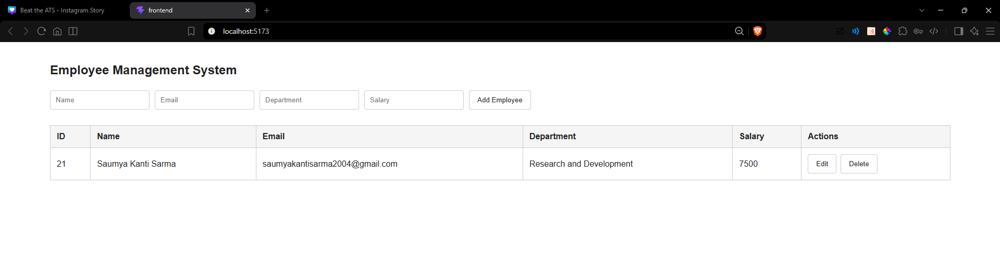 Beat the ATS - Instagram Story frontend
localhost:5173
Employee Management System
Name Email Department Salary Add Employee
ID Name Email Department Salary Actions
21 Saumya Kanti Sarma saumyakantisarma2004@gmail.com Research and Development 7500 Edit Delete